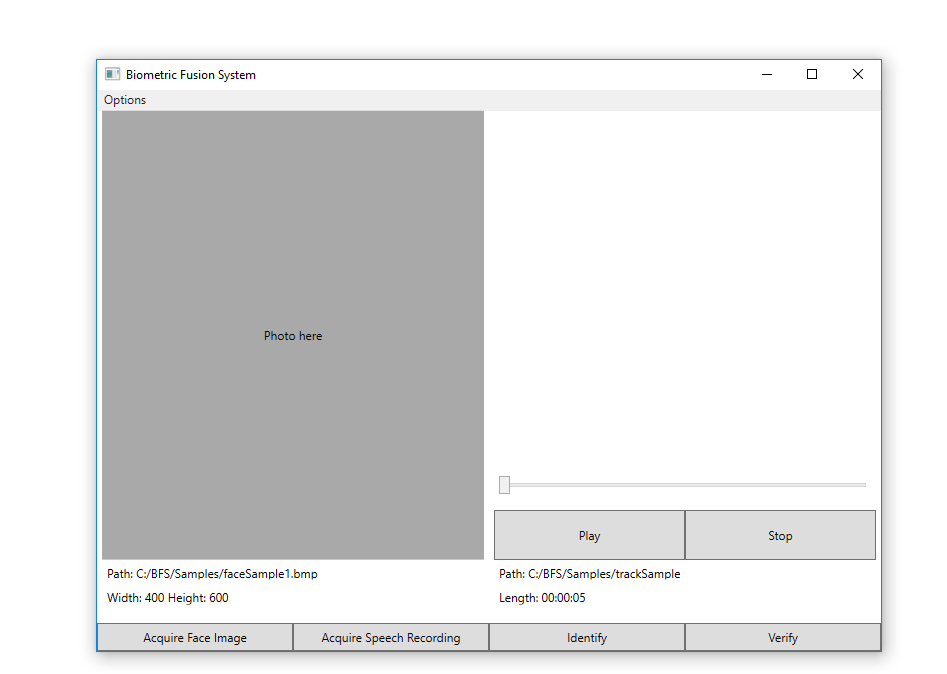 Biometric Fusion System
Options
Photo here
Play
Stop
Path: C:/BFS/Samples/faceSample1.bmp
Width: 400 Height: 600
Path: C:/BFS/Samples/trackSample
Length: 00:00:05
Acquire Face Image
Acquire Speech Recording
Identify
Verify